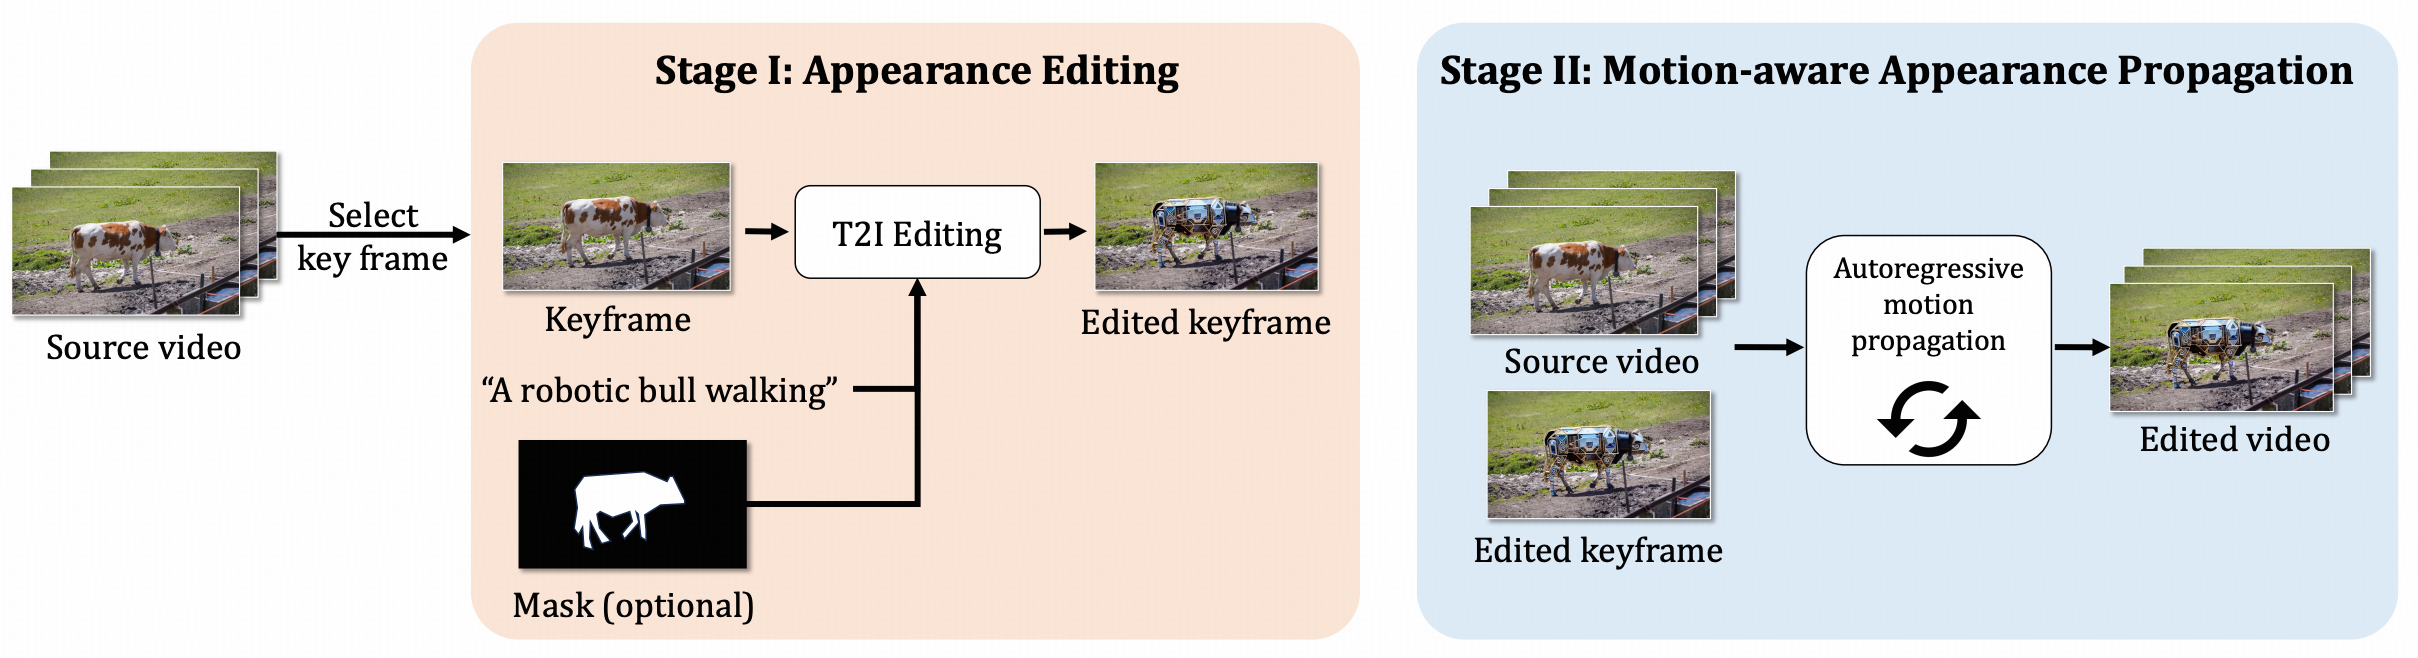 Source video
Select
key frame
Stage I: Appearance Editing
Keyframe
T2I Editing
Edited keyframe
“A robotic bull walking”
Mask (optional)
Stage II: Motion-aware Appearance Propagation
Source video
Edited keyframe
Autoregressive
motion
propagation
Edited video